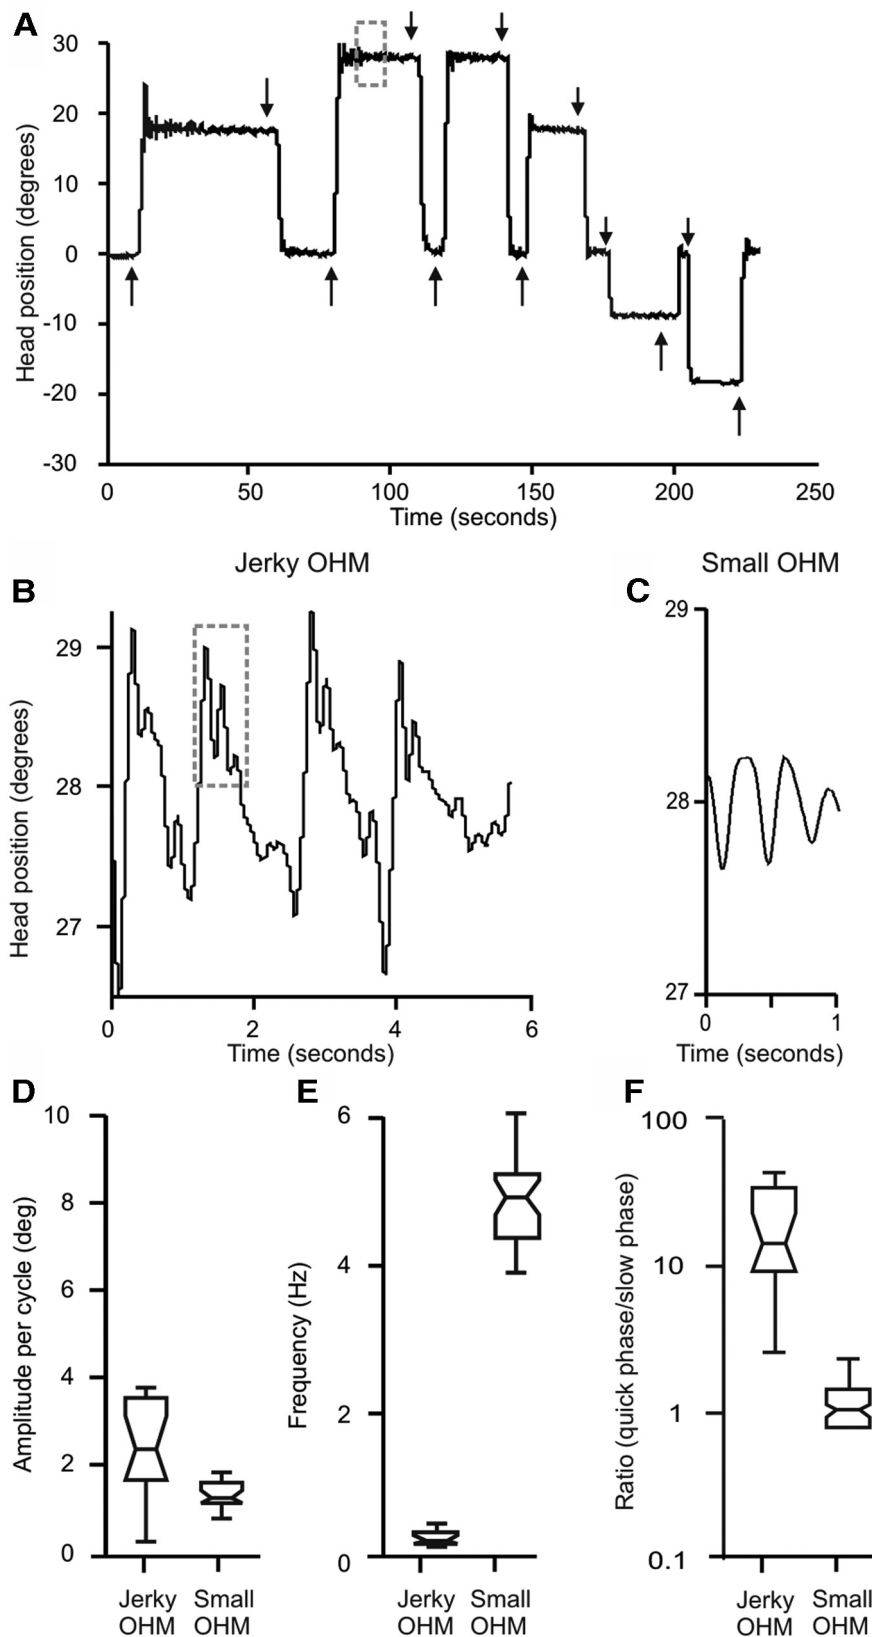 A
Head position (degrees)
30
20
10
0
-10
-20
-30
0 50 100 150 200 250
Time (seconds)
Jerky OHM
B
Head position (degrees)
29
28
27
0 2 4 6
Time (seconds)
Small OHM
C
29
28
27
0 1
Time (seconds)
D
Amplitude per cycle (deg)
10
8
6
4
2
0
Jerky Small
OHM OHM
E
Frequency (Hz)
6
4
2
0
Jerky Small
OHM OHM
F
Ratio (quick phase/slow phase)
100
10
1
0.1
Jerky Small
OHM OHM